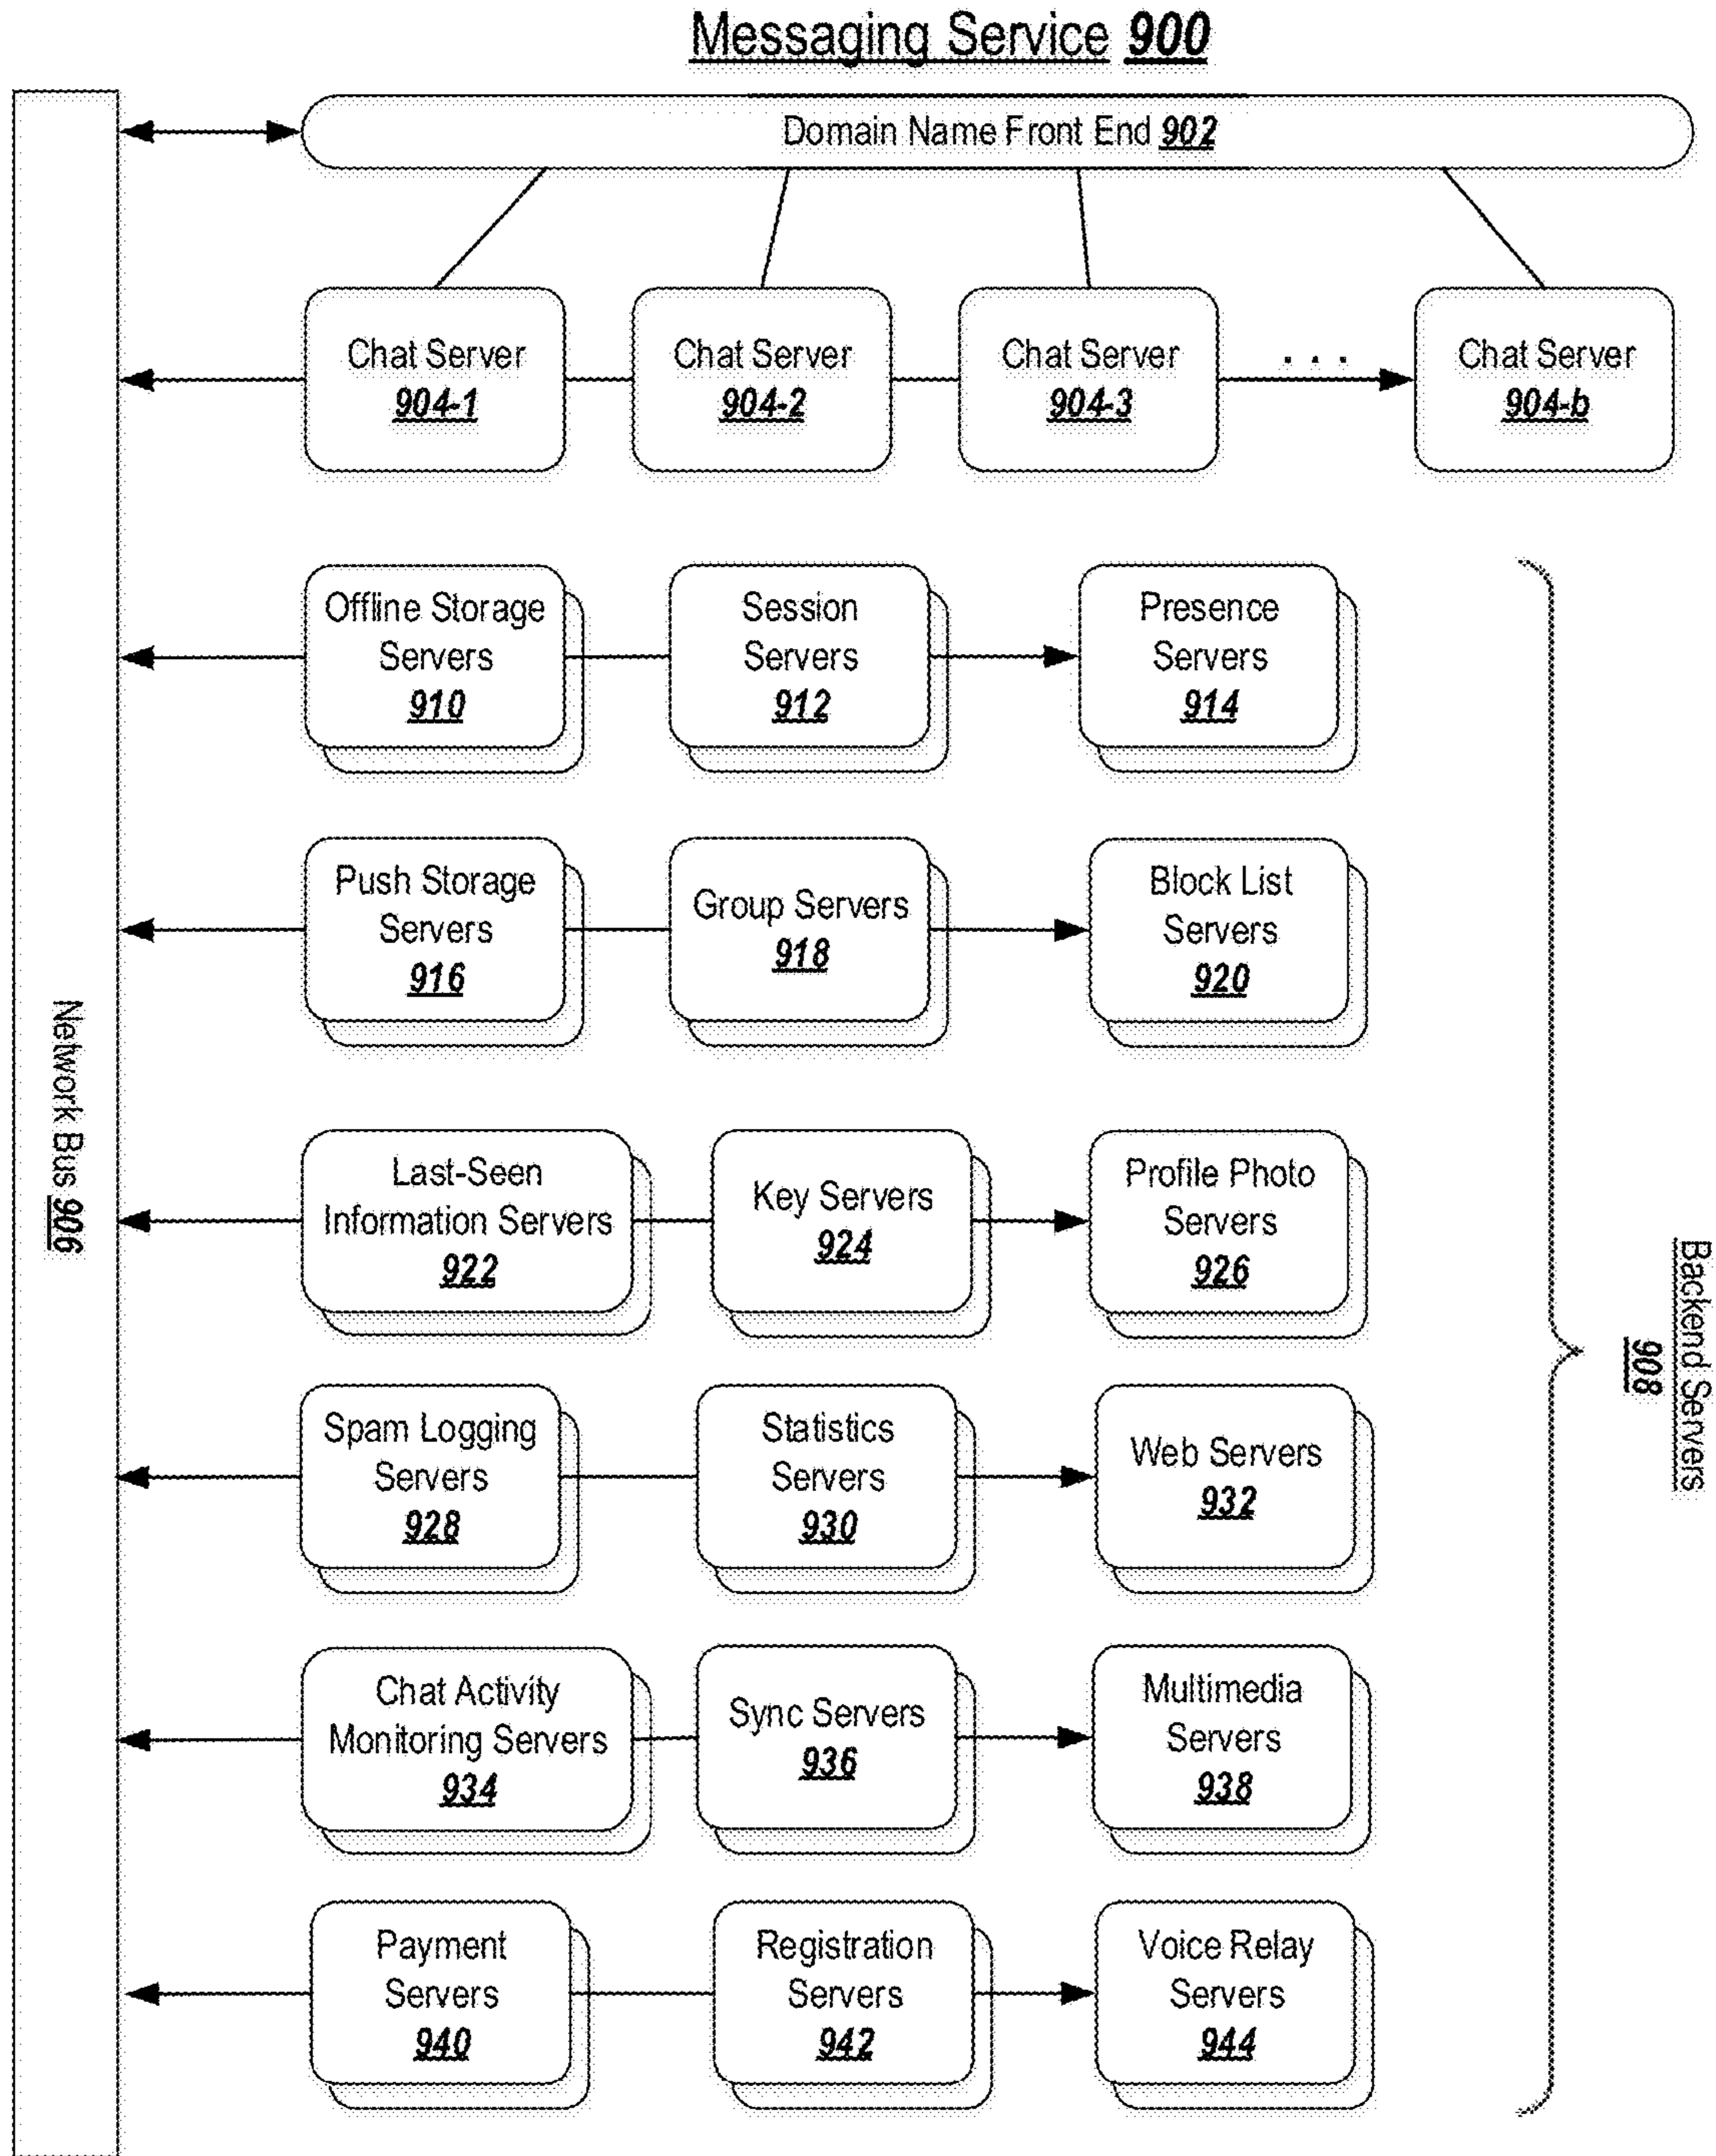 Messaging Service 900
Domain Name Front End 902
Chat Server
904-1
Chat Server
904-2
Chat Server
904-3
. . .
Chat Server
904-b
Offline Storage
Servers
910
Session
Servers
912
Presence
Servers
914
Push Storage
Servers
916
Group Servers
918
Block List
Servers
920
Network Bus 906
Last-Seen
Information Servers
922
Key Servers
924
Profile Photo
Servers
926
Backend Servers
908
Spam Logging
Servers
928
Statistics
Servers
930
Web Servers
932
Chat Activity
Monitoring Servers
934
Sync Servers
936
Multimedia
Servers
938
Payment
Servers
940
Registration
Servers
942
Voice Relay
Servers
944